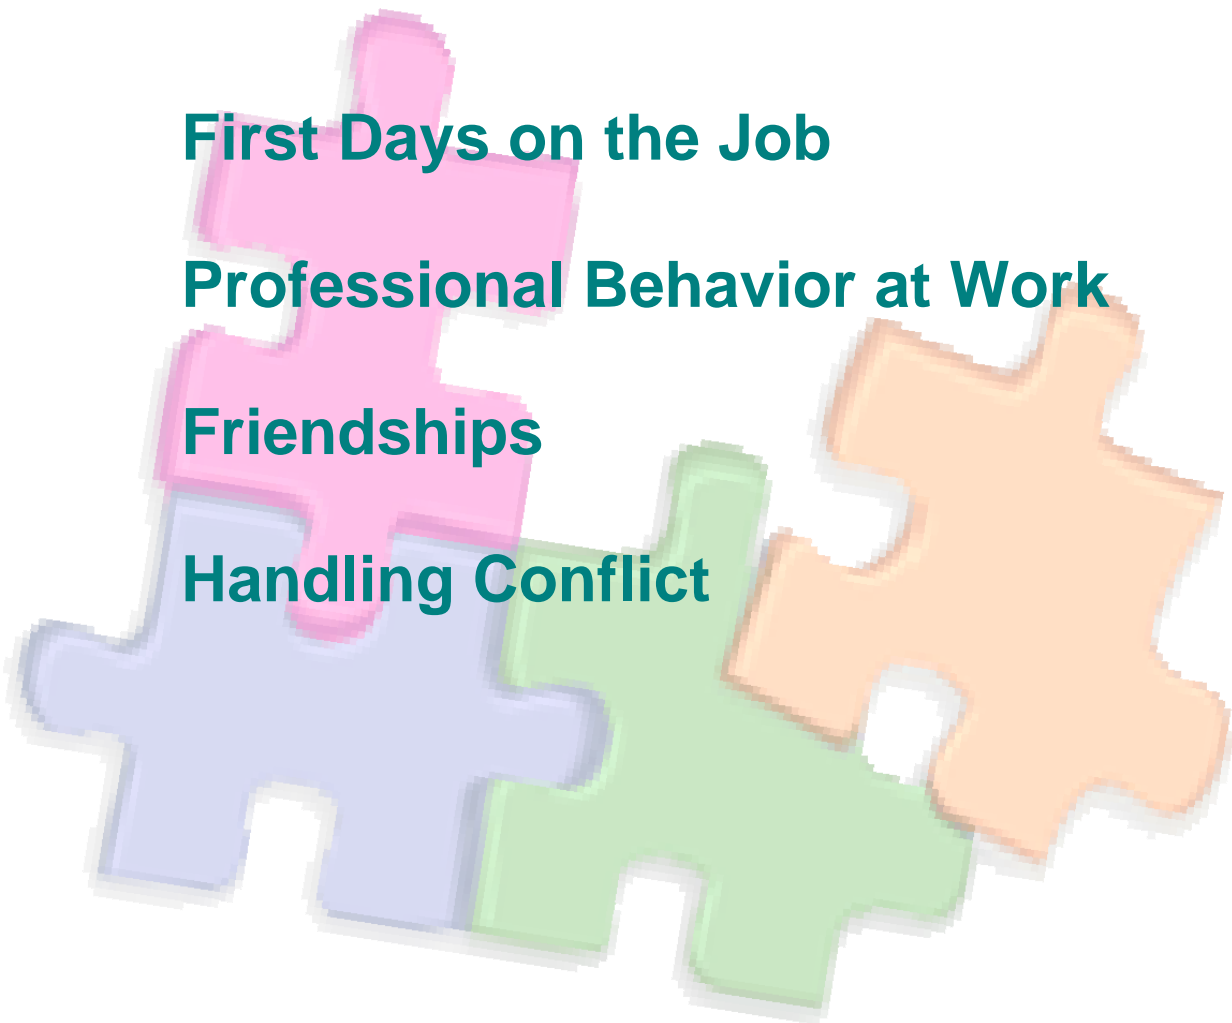 First Days on the Job
Professional Behavior at Work
Friendships
Handling Conflict